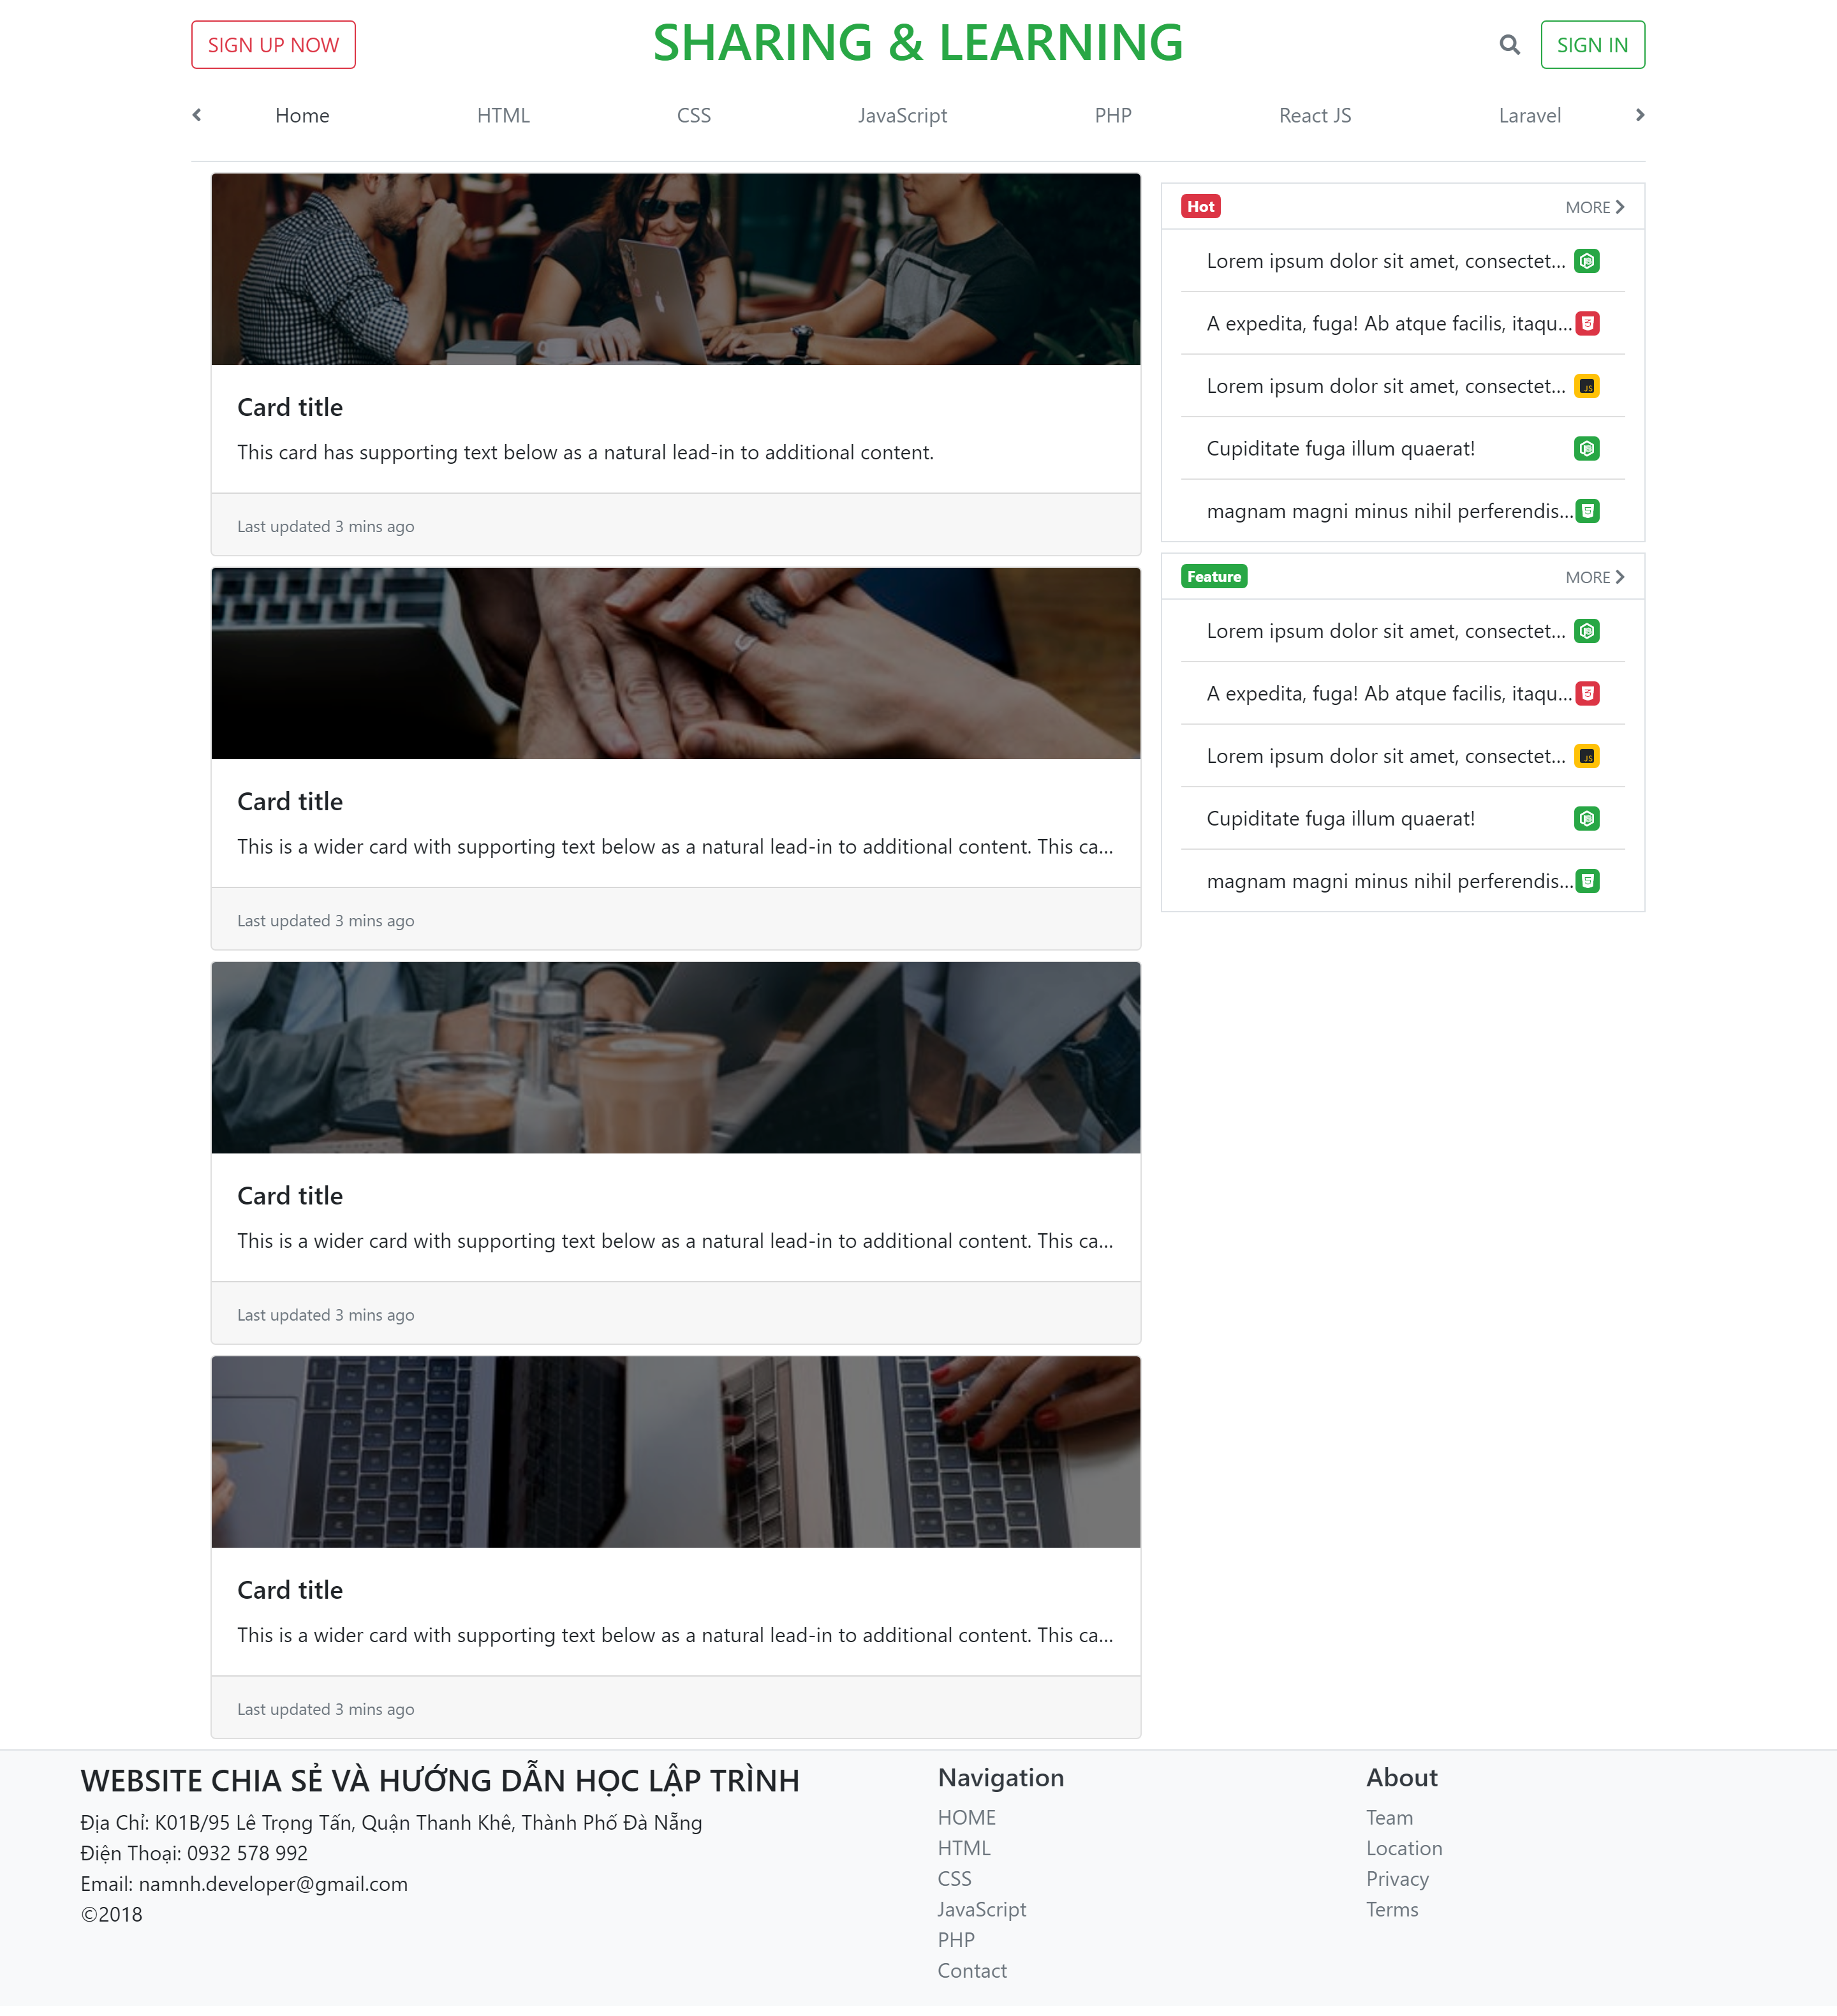 SIGN UP NOW
SHARING & LEARNING
SIGN IN
Home
HTML
CSS
JavaScript
PHP
React JS
Laravel
Card title
This card has supporting text below as a natural lead-in to additional content.
Last updated 3 mins ago
Card title
This is a wider card with supporting text below as a natural lead-in to additional content. This ca...
Last updated 3 mins ago
Card title
This is a wider card with supporting text below as a natural lead-in to additional content. This ca...
Last updated 3 mins ago
Card title
This is a wider card with supporting text below as a natural lead-in to additional content. This ca...
Last updated 3 mins ago
Hot
MORE
Lorem ipsum dolor sit amet, consectet...
A expedita, fuga! Ab atque facilis, itaqu...
Lorem ipsum dolor sit amet, consectet...
JS
Cupiditate fuga illum quaerat!
magnam magni minus nihil perferendis...
Feature
MORE
Lorem ipsum dolor sit amet, consectet...
A expedita, fuga! Ab atque facilis, itaqu...
Lorem ipsum dolor sit amet, consectet...
JS
Cupiditate fuga illum quaerat!
magnam magni minus nihil perferendis...
WEBSITE CHIA SẺ VÀ HƯỚNG DẪN HỌC LẬP TRÌNH
Địa Chỉ: K01B/95 Lê Trọng Tấn, Quận Thanh Khê, Thành Phố Đà Nẵng
Điện Thoại: 0932 578 992
Email: namnh.developer@gmail.com
©2018
Navigation
HOME
HTML
CSS
JavaScript
PHP
Contact
About
Team
Location
Privacy
Terms